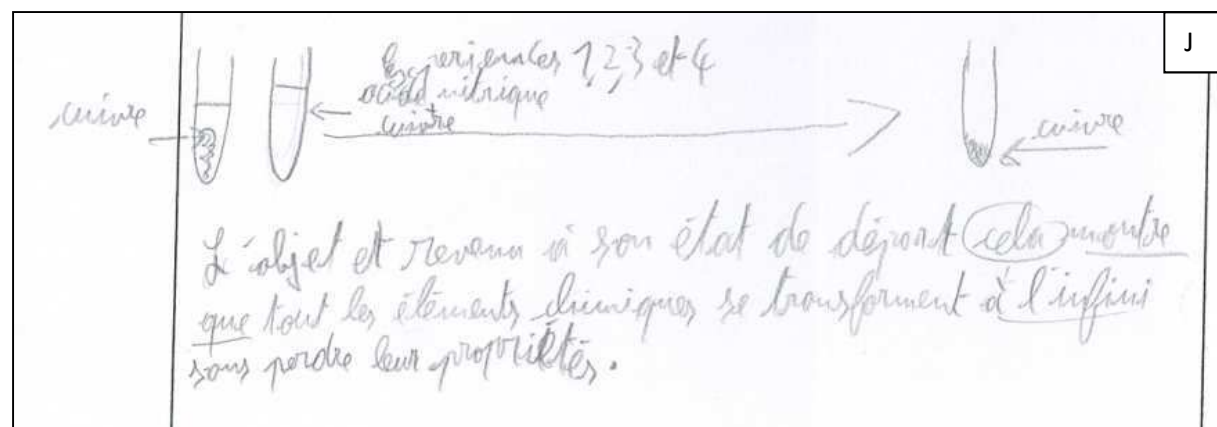 J
Expériences 1, 2, 3 et 4
acide nitrique
+
cuivre
cuivre
cuivre
L'objet et revenu à son état de départ cela montre
que tout les éléments chimiques se transforment à l'infini
sans perdre leur propriétés.